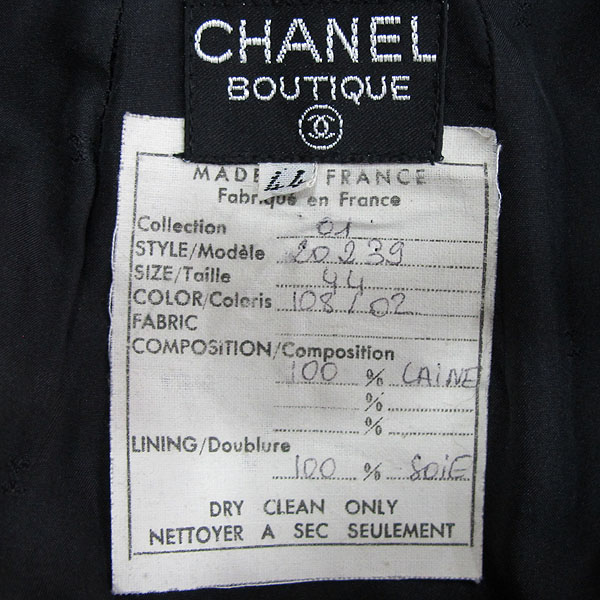 CHANEL
BOUTIQUE
MADE FRANCE
44
Fabriqué en France
Collection 01
STYLE/Modèle 20239
SIZE/Taille 44
COLOR/Coloris 108/02
FABRIC
COMPOSITION/Composition
100 % LAINE
%
%
LINING/Doublure
100 % SOIE
DRY CLEAN ONLY
NETTOYER A SEC SEULEMENT